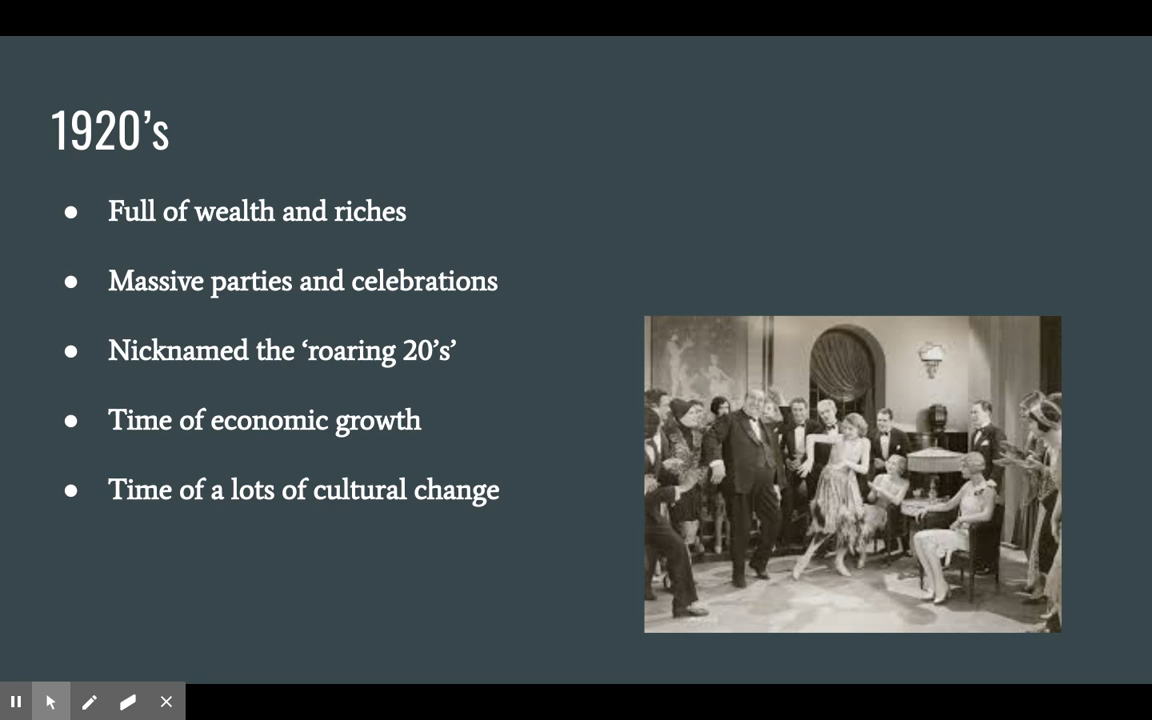 1920’s
● Full of wealth and riches
● Massive parties and celebrations
● Nicknamed the ‘roaring 20’s’
● Time of economic growth
● Time of a lots of cultural change